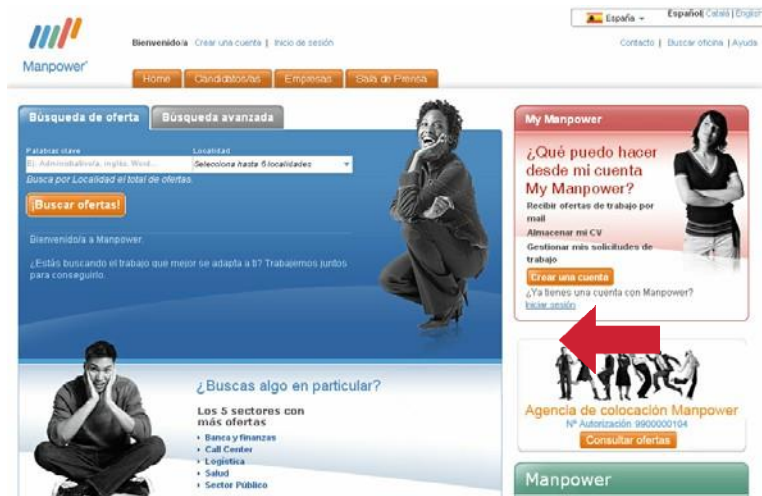 España
Español| Català | English
Manpower
Bienvenido/a Crear una cuenta | Inicio de sesión
Contacto | Buscar oficina | Ayuda
Home Candidatos/as Empresas Sala de Prensa
Búsqueda de oferta Búsqueda avanzada
Palabras clave Localidad
Ej. Administrativo/a, inglés, Word... Selecciona hasta 5 localidades
Busca por Localidad el total de ofertas.
¡Buscar ofertas!
Bienvenido/a a Manpower.
¿Estás buscando el trabajo que mejor se adapta a ti? Trabajemos juntos
para conseguirlo.
My Manpower
¿Qué puedo hacer
desde mi cuenta
My Manpower?
Recibir ofertas de trabajo por
mail
Almacenar mi CV
Gestionar mis solicitudes de
trabajo
Crear una cuenta
¿Ya tienes una cuenta con Manpower?
Iniciar sesión
¿Buscas algo en particular?
Los 5 sectores con
más ofertas
Banca y finanzas
Call Center
Logística
Salud
Sector Público
Agencia de colocación Manpower
Nº Autorización 9900000104
Consultar ofertas
Manpower